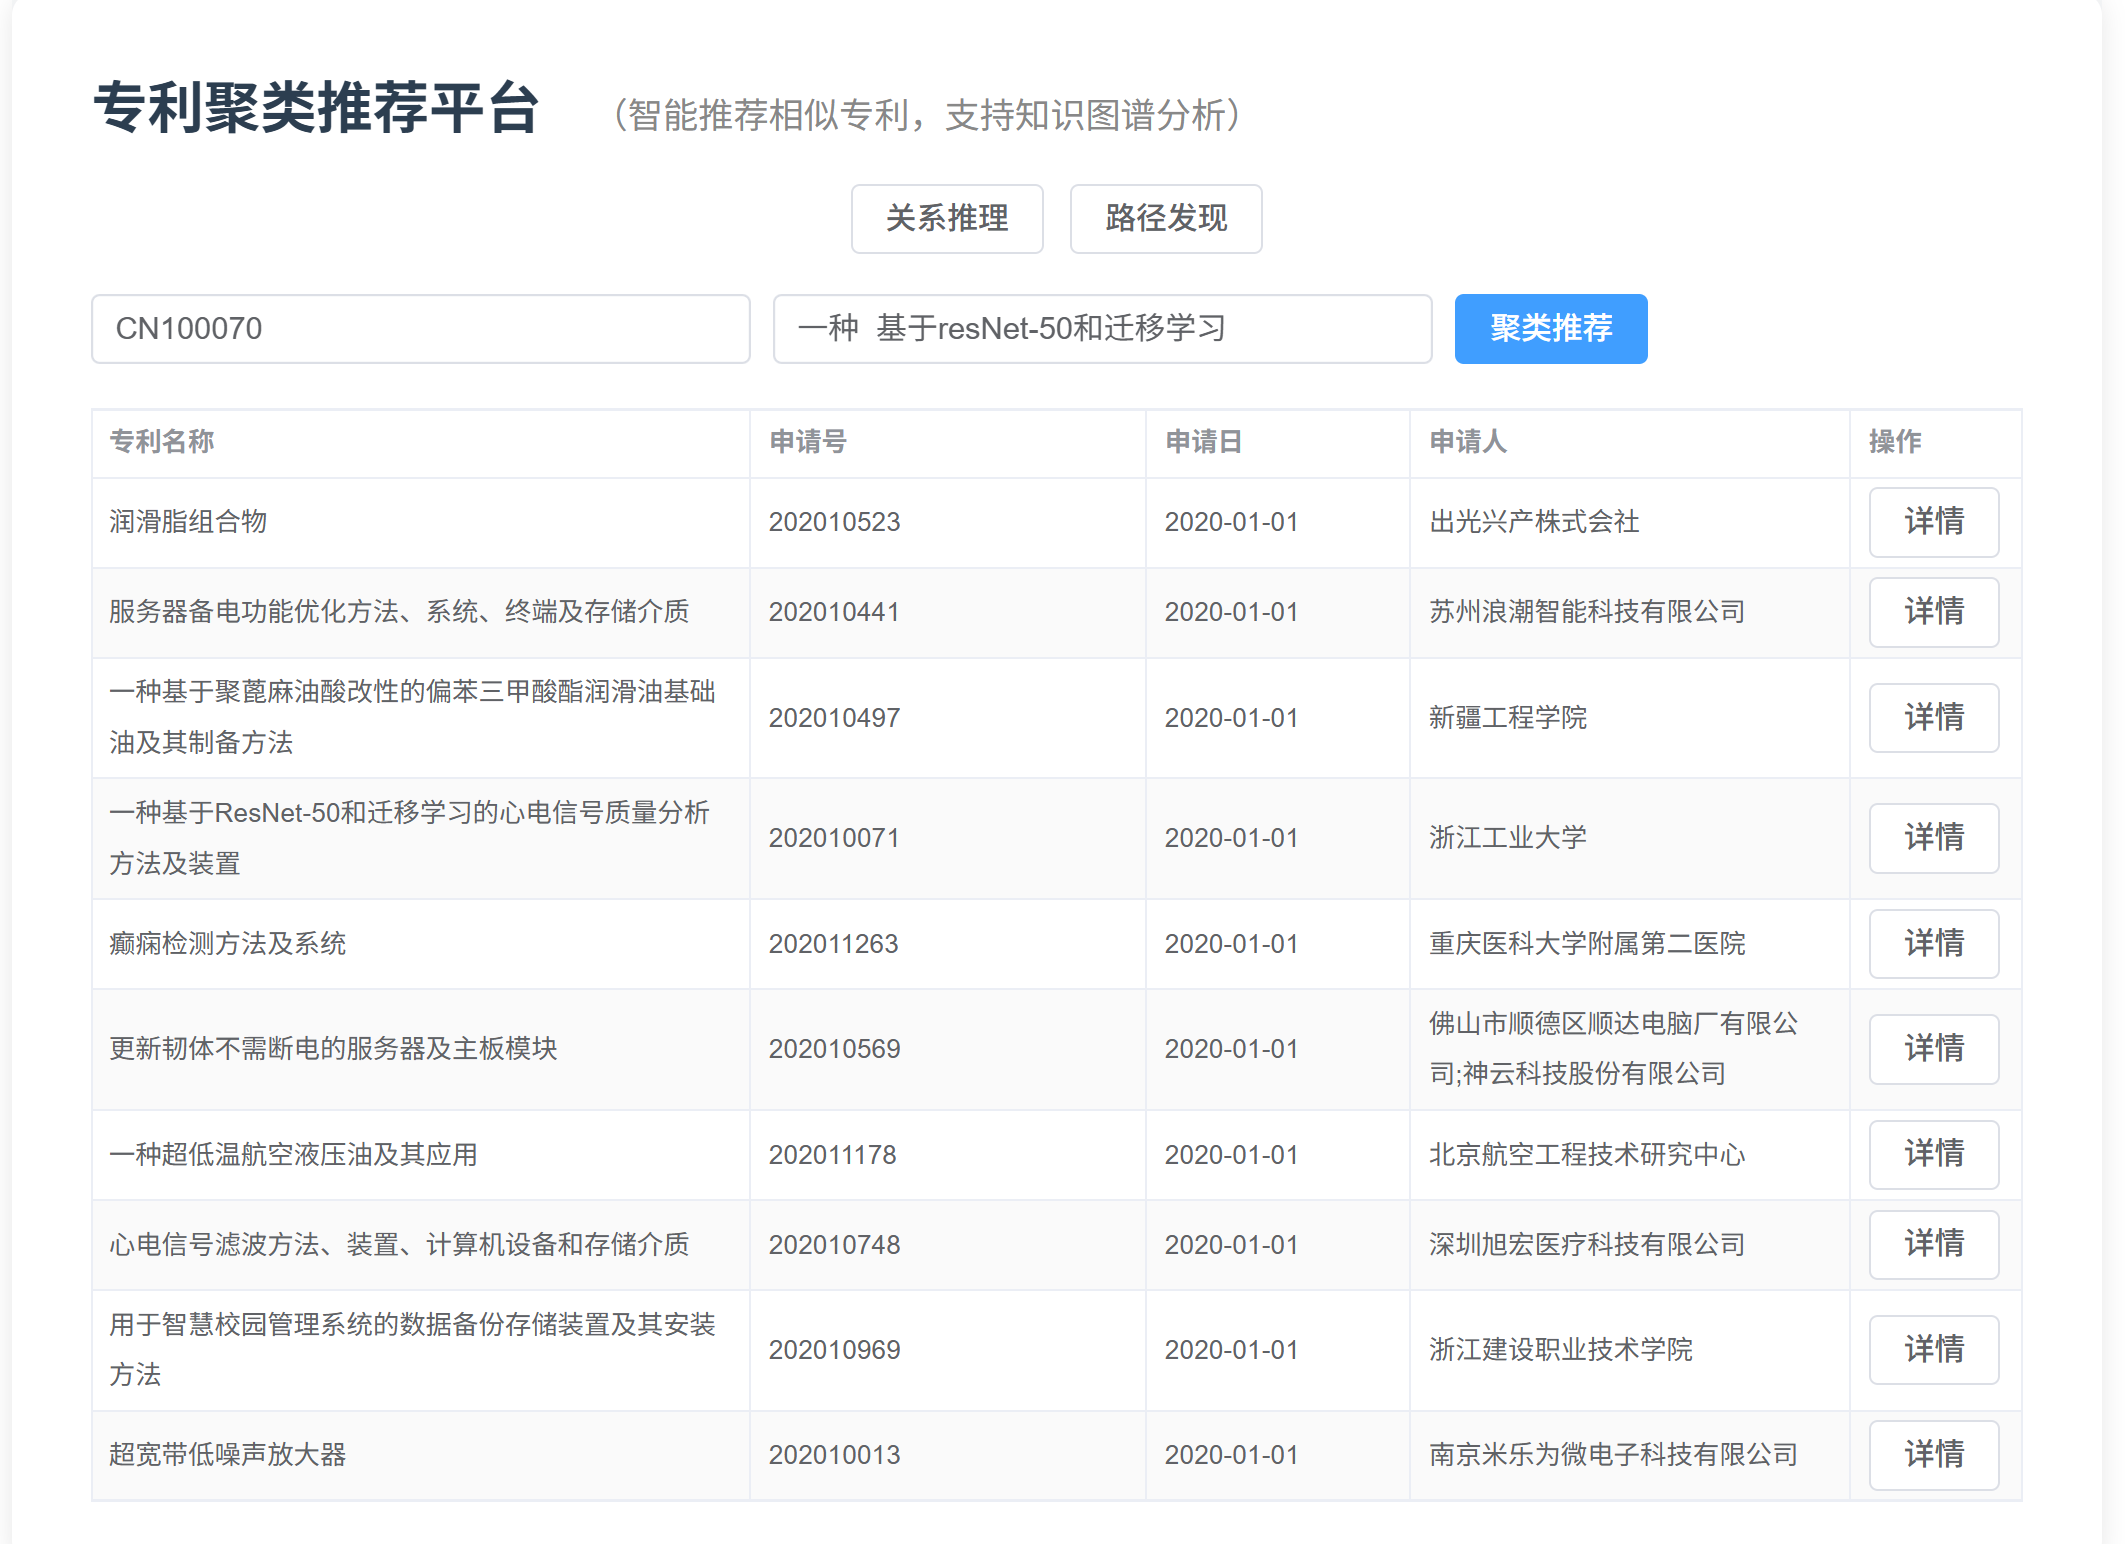 专利聚类推荐平台 （智能推荐相似专利，支持知识图谱分析）
关系推理 路径发现
CN100070 一种 基于resNet-50和迁移学习 聚类推荐
专利名称 申请号 申请日 申请人 操作
润滑脂组合物 202010523 2020-01-01 出光兴产株式会社 详情
服务器备电功能优化方法、系统、终端及存储介质 202010441 2020-01-01 苏州浪潮智能科技有限公司 详情
一种基于聚蓖麻油酸改性的偏苯三甲酸酯润滑油基础
油及其制备方法 202010497 2020-01-01 新疆工程学院 详情
一种基于ResNet-50和迁移学习的心电信号质量分析
方法及装置 202010071 2020-01-01 浙江工业大学 详情
癫痫检测方法及系统 202011263 2020-01-01 重庆医科大学附属第二医院 详情
更新韧体不需断电的服务器及主板模块 202010569 2020-01-01 佛山市顺德区顺达电脑厂有限公
司;神云科技股份有限公司 详情
一种超低温航空液压油及其应用 202011178 2020-01-01 北京航空工程技术研究中心 详情
心电信号滤波方法、装置、计算机设备和存储介质 202010748 2020-01-01 深圳旭宏医疗科技有限公司 详情
用于智慧校园管理系统的数据备份存储装置及其安装
方法 202010969 2020-01-01 浙江建设职业技术学院 详情
超宽带低噪声放大器 202010013 2020-01-01 南京米乐为微电子科技有限公司 详情